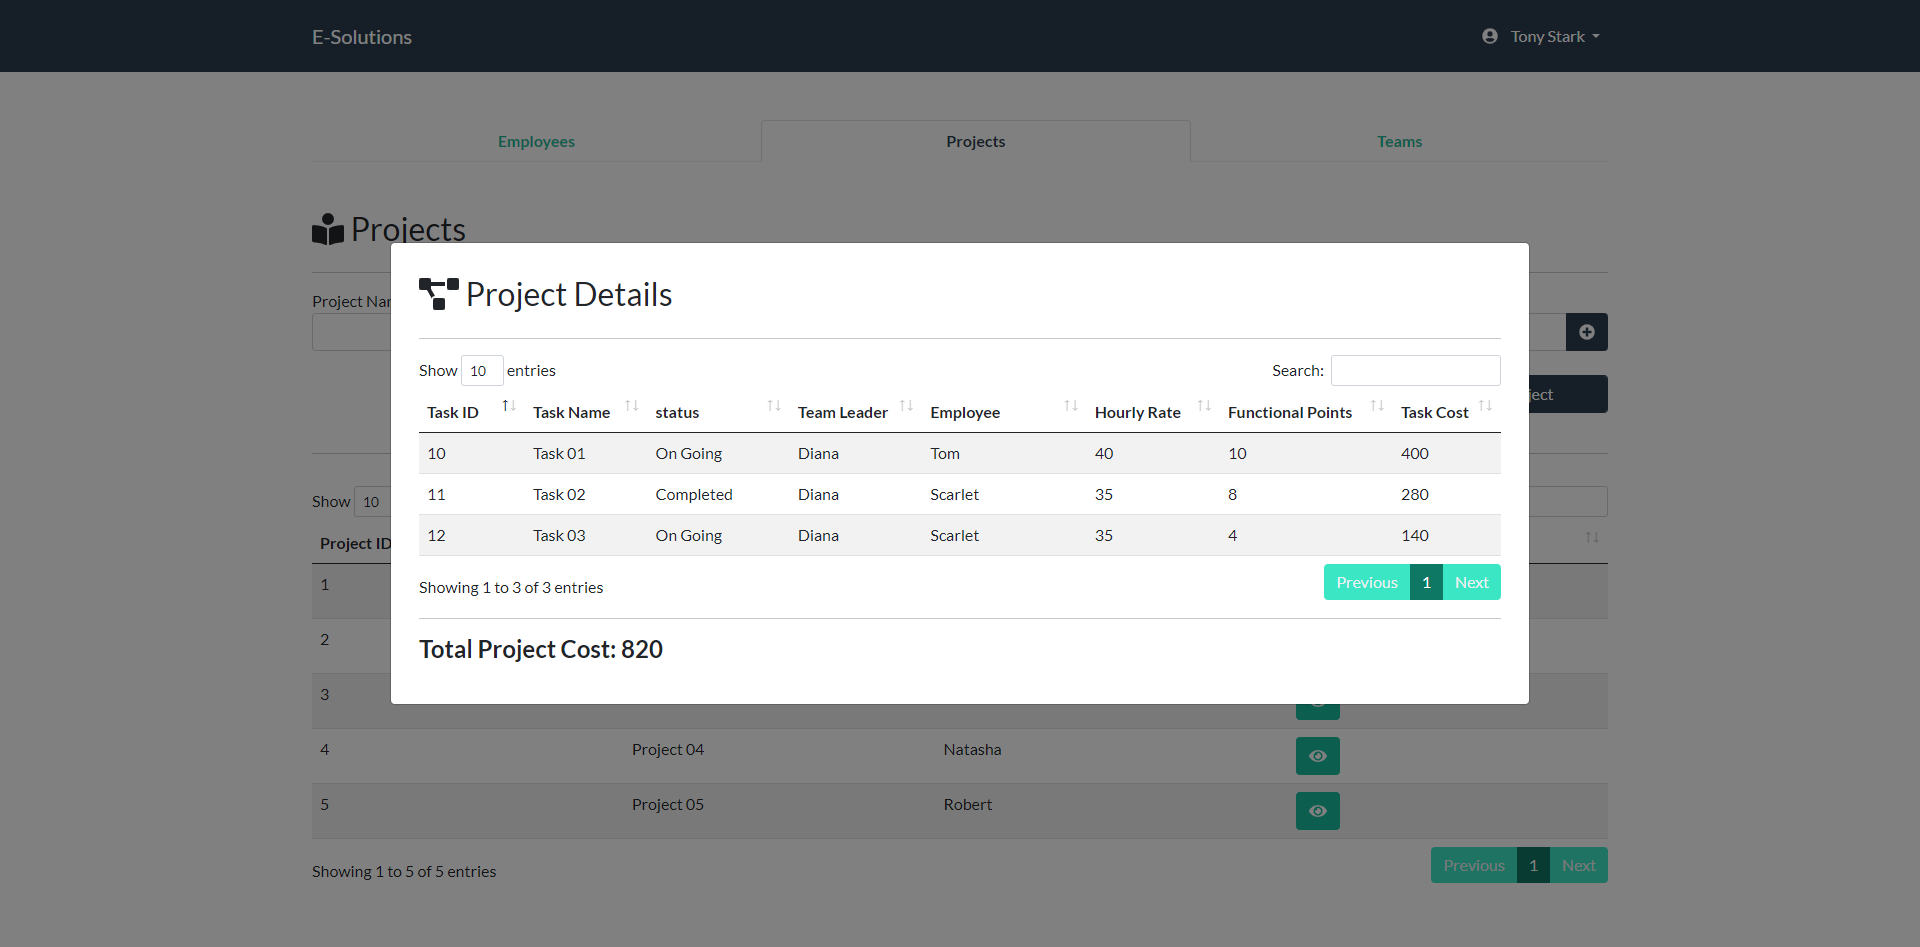 E-Solutions
Tony Stark
Employees Projects Teams
Projects
Project Nar
Project Details
Show 10 entries Search:
Task ID Task Name status Team Leader Employee Hourly Rate Functional Points Task Cost
10 Task 01 On Going Diana Tom 40 10 400
11 Task 02 Completed Diana Scarlet 35 8 280
12 Task 03 On Going Diana Scarlet 35 4 140
Showing 1 to 3 of 3 entries
Previous 1 Next
Total Project Cost: 820
ject
Show 10
Project ID
1
2
3
4 Project 04 Natasha
5 Project 05 Robert
Showing 1 to 5 of 5 entries
Previous 1 Next